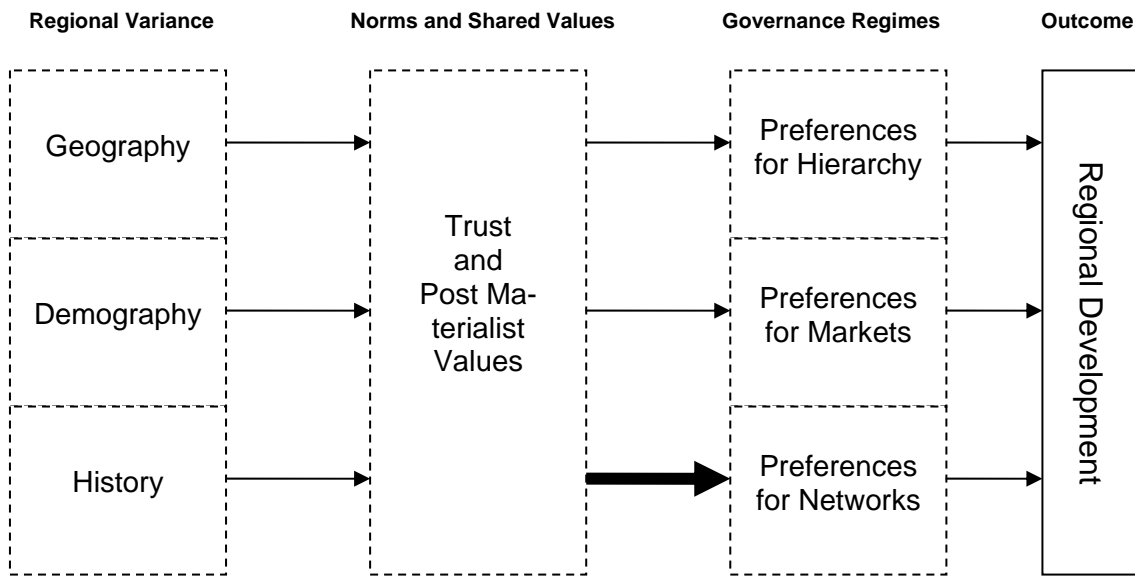 Regional Variance
Norms and Shared Values
Governance Regimes
Outcome
Geography
Demography
History
Trust
and
Post Ma-
terialist
Values
Preferences
for Hierarchy
Preferences
for Markets
Preferences
for Networks
Regional Development